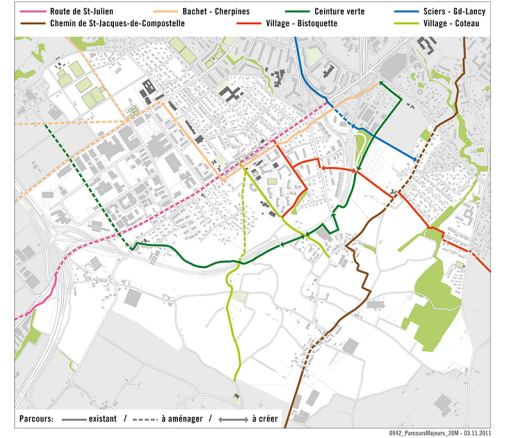 Route de St-Julien Bachet - Cherpines Ceinture verte Sciers - Gd-Lancy
Chemin de St-Jacques-de-Compostelle Village - Bistoquette Village - Coteau
Parcours: existant / à aménager / à créer
0942_ParcoursMajeurs_20M - 03.11.2011